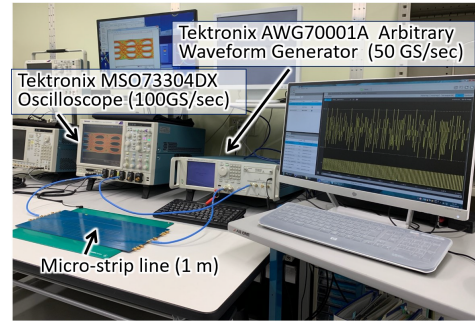 Tektronix AWG70001A Arbitrary
Waveform Generator (50 GS/sec)
Tektronix MSO73304DX
Oscilloscope (100GS/sec)
Micro-strip line (1 m)